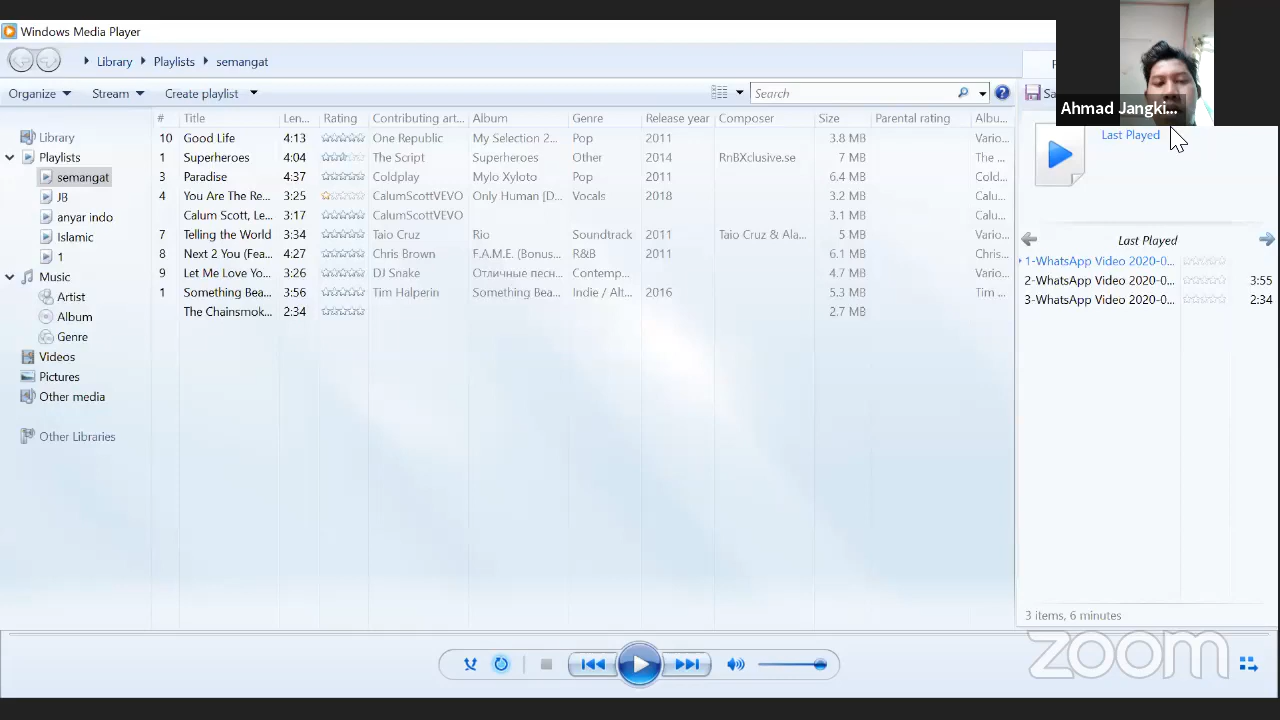 Windows Media Player
Library Playlists semangat
Organize Stream Create playlist Search
Ahmad Jangki...
Last Played
# Title Len... Rating Contributing art... Album Genre Release year Composer Size Parental rating Albu...
10 Good Life 4:13 One Republic My Selection 2... Pop 2011 3.8 MB Vario...
1 Superheroes 4:04 The Script Superheroes Other 2014 RnBXclusive.se 7 MB The ...
3 Paradise 4:37 Coldplay Mylo Xyloto Pop 2011 6.4 MB Cold...
4 You Are The Re... 3:25 CalumScottVEVO Only Human [D... Vocals 2018 3.2 MB Calu...
Calum Scott, Le... 3:17 CalumScottVEVO 3.1 MB Calu...
7 Telling the World 3:34 Taio Cruz Rio Soundtrack 2011 Taio Cruz & Ala... 5 MB Vario...
8 Next 2 You (Fea... 3:27 Chris Brown F.A.M.E. (Bonus... R&B 2011 6.1 MB Chris...
9 Let Me Love Yo... 3:26 DJ Snake Отличные песн... Contemp... 4.7 MB Vario...
1 Something Bea... 3:56 Tim Halperin Something Bea... Indie / Alt... 2016 5.3 MB Tim ...
The Chainsmok... 2:34 2.7 MB
Library
Playlists
semangat
JB
anyar indo
Islamic
1
Music
Artist
Album
Genre
Videos
Pictures
Other media
Other Libraries
Last Played
1-WhatsApp Video 2020-0...
2-WhatsApp Video 2020-0... 3:55
3-WhatsApp Video 2020-0... 2:34
3 items, 6 minutes
zoom